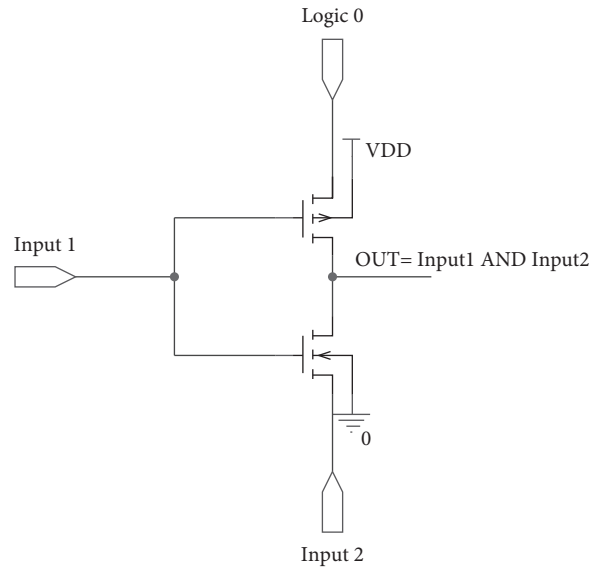 Logic 0
VDD
Input 1
OUT= Input1 AND Input2
0
Input 2